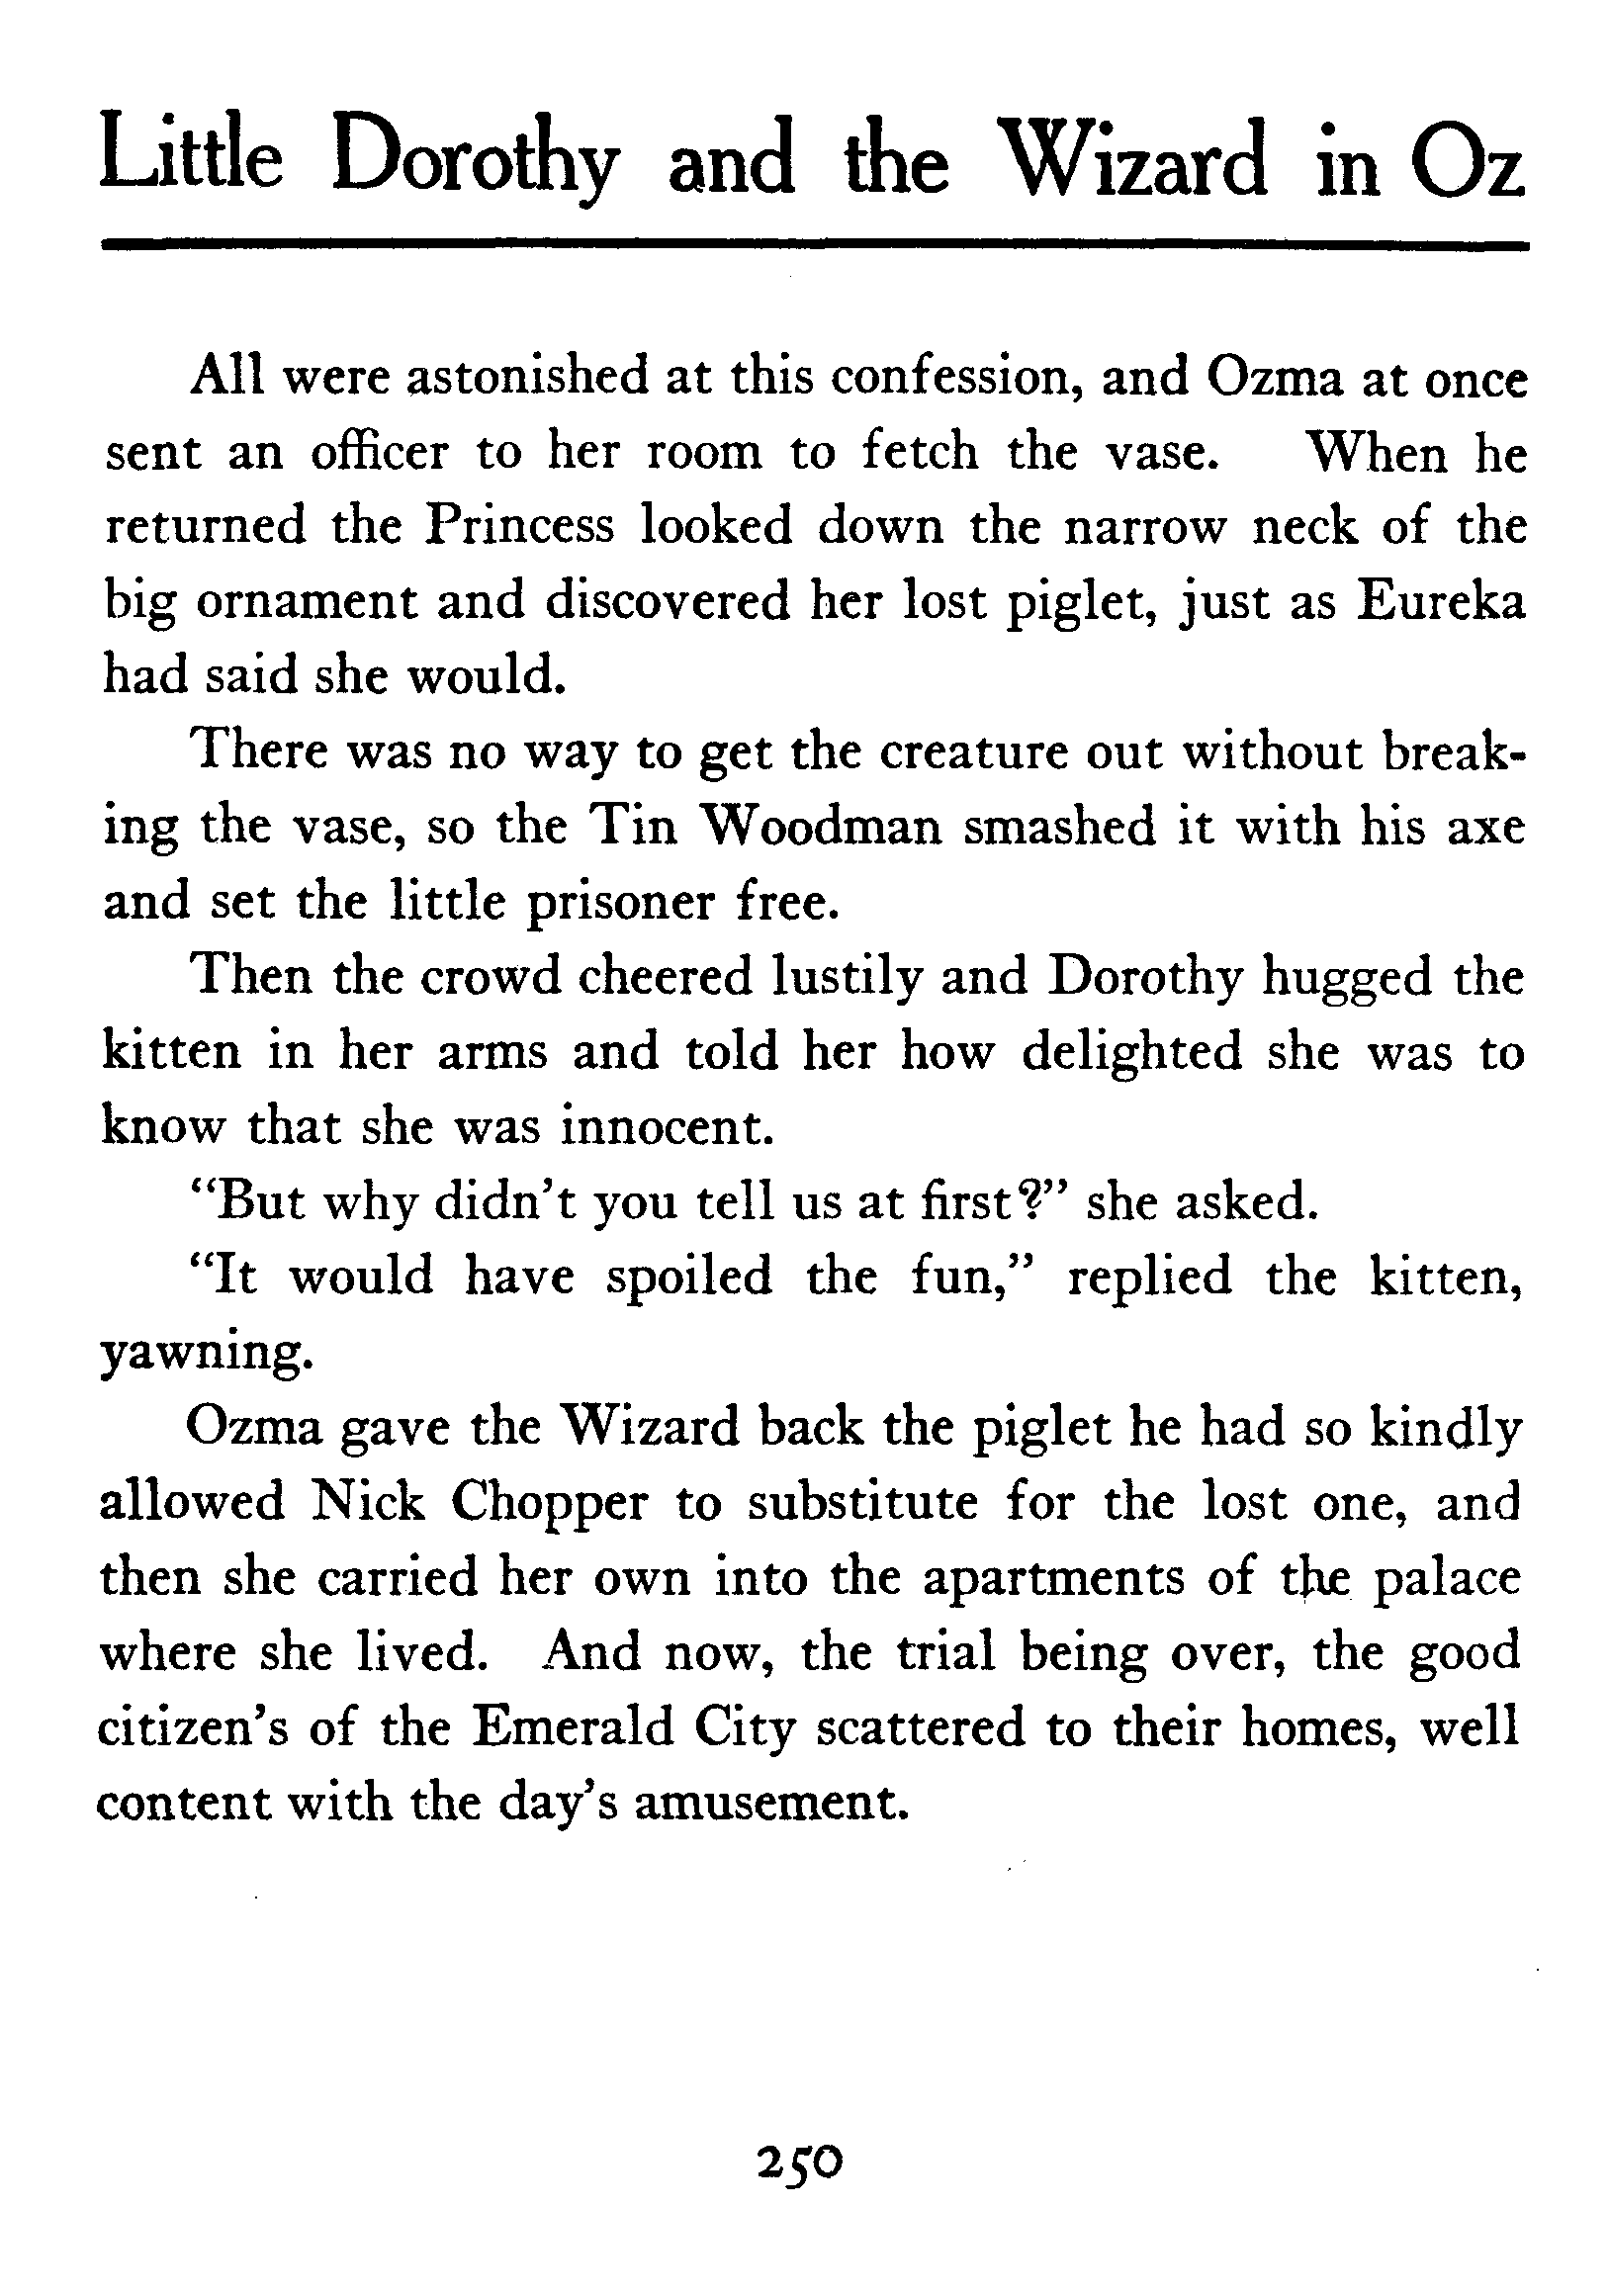 Little Dorothy and the Wizard in Oz
All were astonished at this confession, and Ozma at once
sent an officer to her room to fetch the vase. When he
returned the Princess looked down the narrow neck of the
big ornament and discovered her lost piglet, just as Eureka
had said she would.
There was no way to get the creature out without break-
ing the vase, so the Tin Woodman smashed it with his axe
and set the little prisoner free.
Then the crowd cheered lustily and Dorothy hugged the
kitten in her arms and told her how delighted she was to
know that she was innocent.
"But why didn't you tell us at first?" she asked.
"It would have spoiled the fun," replied the kitten,
yawning.
Ozma gave the Wizard back the piglet he had so kindly
allowed Nick Chopper to substitute for the lost one, and
then she carried her own into the apartments of the palace
where she lived. And now, the trial being over, the good
citizen's of the Emerald City scattered to their homes, well
content with the day's amusement.
250